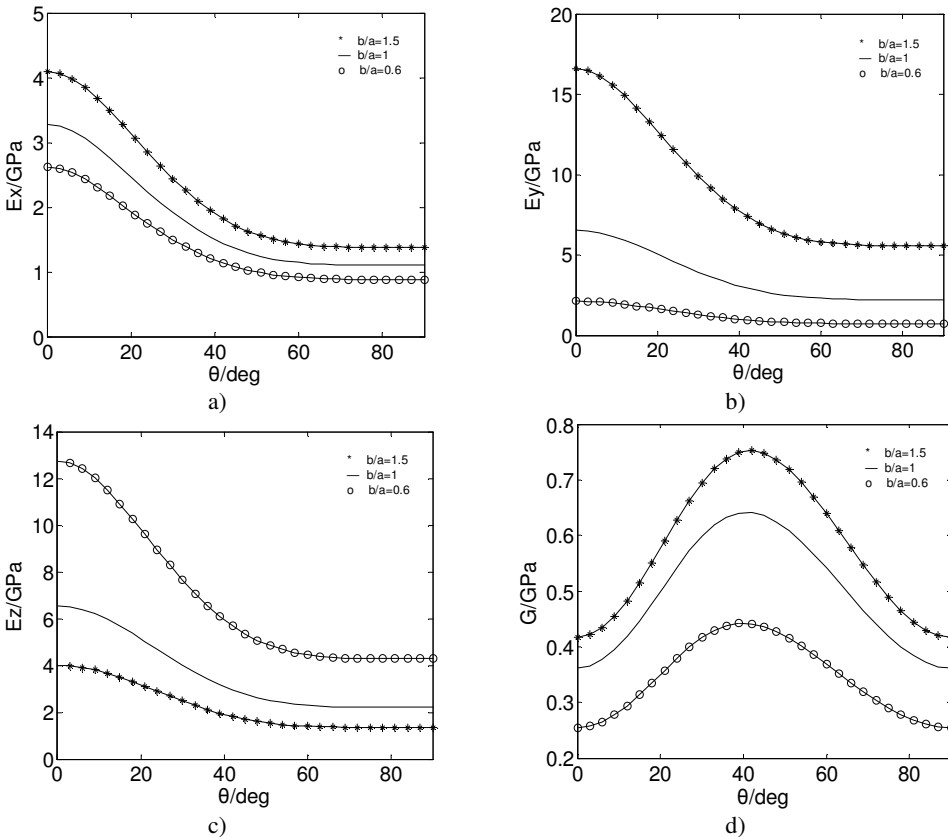 5
4
3
2
1
0
0 20 40 60 80
Ex/GPa
θ/deg
* b/a=1.5
b/a=1
o b/a=0.6
a)
20
15
10
5
0
0 20 40 60 80
Ey/GPa
θ/deg
* b/a=1.5
b/a=1
o b/a=0.6
b)
14
12
10
8
6
4
2
0
0 20 40 60 80
Ez/GPa
θ/deg
* b/a=1.5
b/a=1
o b/a=0.6
c)
0.8
0.7
0.6
0.5
0.4
0.3
0.2
0 20 40 60 80
G/GPa
θ/deg
* b/a=1.5
b/a=1
o b/a=0.6
d)